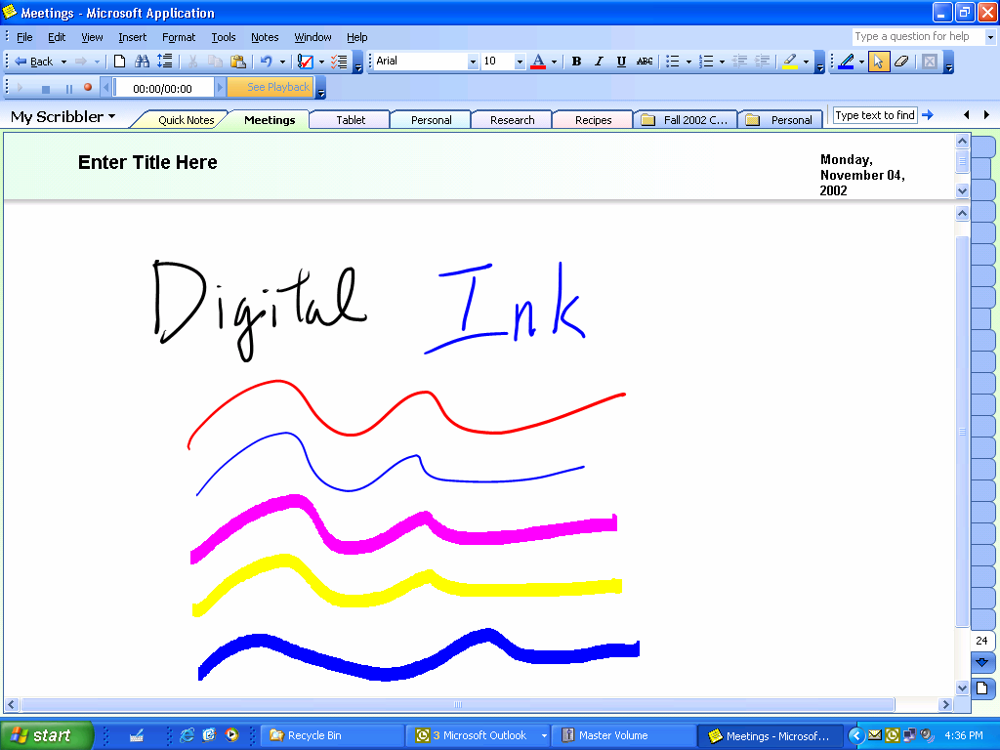 Meetings - Microsoft Application
File Edit View Insert Format Tools Notes Window Help
Type a question for help
Back Arial 10 A B I U ABC
00:00/00:00 See Playback
My Scribbler Quick Notes Meetings Tablet Personal Research Recipes Fall 2002 C... Personal Type text to find
Enter Title Here
Monday,
November 04,
2002
Digital Ink
24
start Recycle Bin 3 Microsoft Outlook Master Volume Meetings - Microsof... 4:36 PM